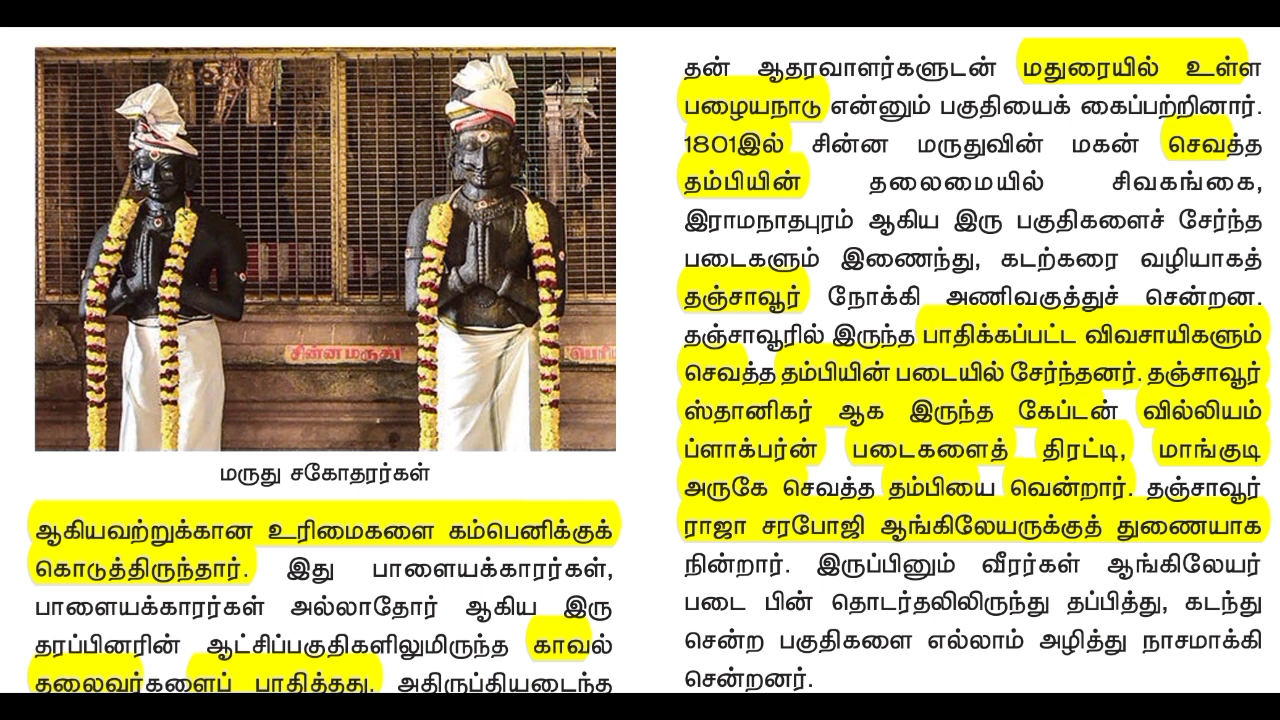 சின்ன மருது
மருது சகோதரர்கள்
ஆகியவற்றுக்கான உரிமைகளை கம்பெனிக்குக்
கொடுத்திருந்தார். இது பாளையக்காரர்கள்,
பாளையக்காரர்கள் அல்லாதோர் ஆகிய இரு
தரப்பினரின் ஆட்சிப்பகுதிகளிலுமிருந்த காவல்
தலைவர்களைப் பாதித்தது. அதிருப்தியடைந்த
தன் ஆதரவாளர்களுடன் மதுரையில் உள்ள
பழையநாடு என்னும் பகுதியைக் கைப்பற்றினார்.
1801இல் சின்ன மருதுவின் மகன் செவத்த
தம்பியின் தலைமையில் சிவகங்கை,
இராமநாதபுரம் ஆகிய இரு பகுதிகளைச் சேர்ந்த
படைகளும் இணைந்து, கடற்கரை வழியாகத்
தஞ்சாவூர் நோக்கி அணிவகுத்துச் சென்றன.
தஞ்சாவூரில் இருந்த பாதிக்கப்பட்ட விவசாயிகளும்
செவத்த தம்பியின் படையில் சேர்ந்தனர். தஞ்சாவூர்
ஸ்தானிகர் ஆக இருந்த கேப்டன் வில்லியம்
ப்ளாக்பர்ன் படைகளைத் திரட்டி, மாங்குடி
அருகே செவத்த தம்பியை வென்றார். தஞ்சாவூர்
ராஜா சரபோஜி ஆங்கிலேயருக்குத் துணையாக
நின்றார். இருப்பினும் வீரர்கள் ஆங்கிலேயர்
படை பின் தொடர்தலிலிருந்து தப்பித்து, கடந்து
சென்ற பகுதிகளை எல்லாம் அழித்து நாசமாக்கி
சென்றனர்.